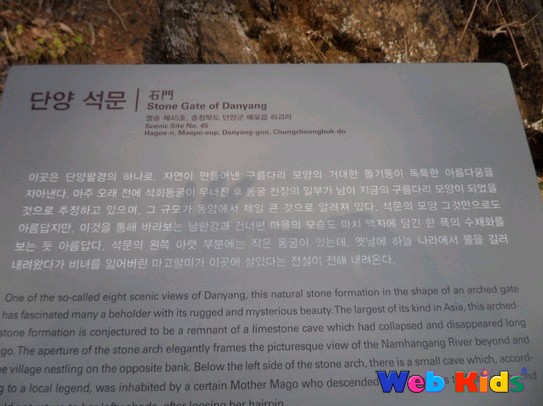 단양 석문 石門
Stone Gate of Danyang
명승 제45호, 충청북도 단양군 매포읍 하괴리
Scenic Site No. 45
Hagoe-ri, Maepo-eup, Danyang-gun, Chungcheongbuk-do
이곳은 단양팔경의 하나로, 자연이 만들어낸 구름다리 모양의 거대한 돌기둥이 독특한 아름다움을
자아낸다. 아주 오래 전에 석회동굴이 무너진 후 동굴 천장의 일부가 남아 지금의 구름다리 모양이 되었을
것으로 추정하고 있으며, 그 규모가 동양에서 제일 큰 것으로 알려져 있다. 석문의 모양 그것만으로도
아름답지만, 이것을 통해 바라보는 남한강과 건너편 마을의 모습도 마치 액자에 담긴 한 폭의 수채화를
보는 듯 아름답다. 석문의 왼쪽 아랫 부분에는 작은 동굴이 있는데, 옛날에 하늘 나라에서 물을 길러
내려왔다가 비녀를 잃어버린 마고할미가 이곳에 살았다는 전설이 전해 내려온다.
One of the so-called eight scenic views of Danyang, this natural stone formation in the shape of an arched gate
has fascinated many a beholder with its rugged and mysterious beauty. The largest of its kind in Asia, this arched-
stone formation is conjectured to be a remnant of a limestone cave which had collapsed and disappeared long
go. The aperture of the stone arch elegantly frames the picturesque view of the Namhangang River beyond and
e village nestling on the opposite bank. Below the left side of the stone arch, there is a small cave which, accord-
g to a local legend, was inhabited by a certain Mother Mago who descended
after loosing her hairpin.
Web Kids